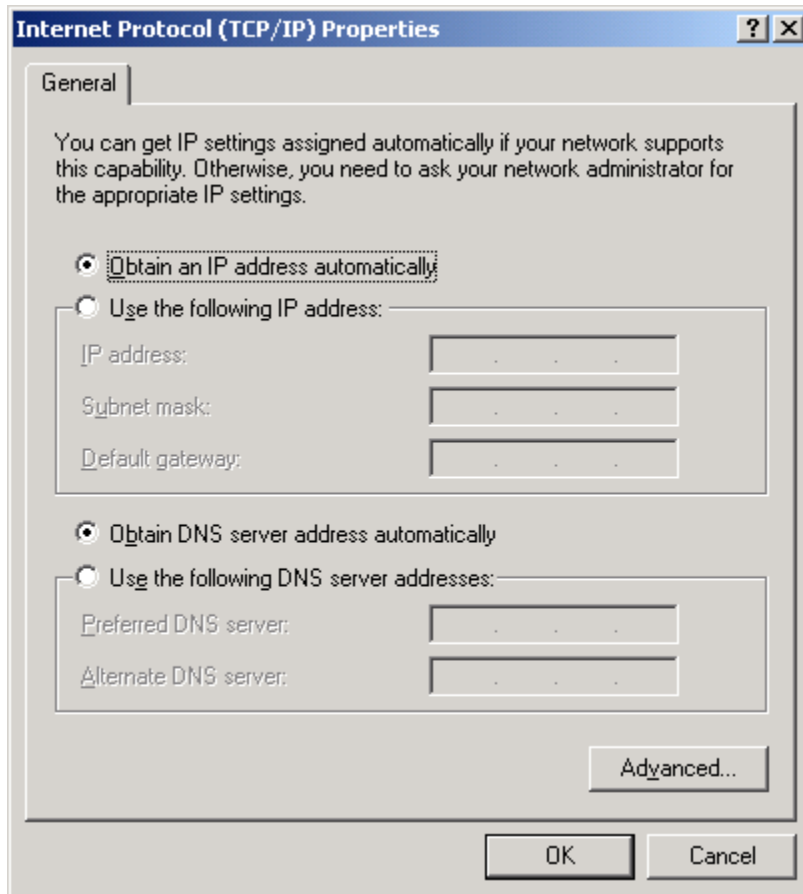 Internet Protocol (TCP/IP) Properties
General
You can get IP settings assigned automatically if your network supports
this capability. Otherwise, you need to ask your network administrator for
the appropriate IP settings.
Obtain an IP address automatically
Use the following IP address:
IP address:
Subnet mask:
Default gateway:
Obtain DNS server address automatically
Use the following DNS server addresses:
Preferred DNS server:
Alternate DNS server:
Advanced...
OK Cancel